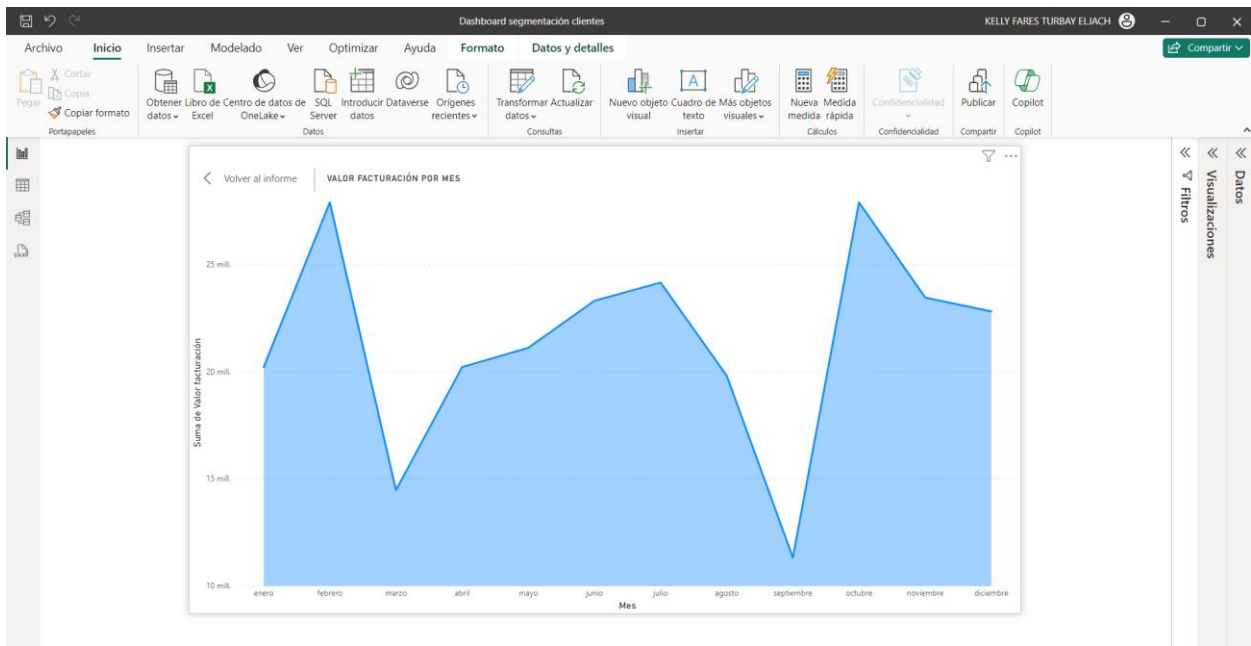 Dashboard segmentación clientes
KELLY FARES TURBAY ELJACH
Archivo Inicio Insertar Modelado Ver Optimizar Ayuda Formato Datos y detalles Compartir
Pegar
Cortar
Copia
Copiar formato
Portapapeles
Obtener datos
Libro de Excel
Centro de datos de OneLake
SQL Server
Introducir datos
Dataverse
Orígenes recientes
Datos
Transformar datos
Actualizar
Consultas
Nuevo objeto visual
Cuadro de texto
Más objetos visuales
Insertar
Nueva medida
Medida rápida
Cálculos
Confidencialidad
Confidencialidad
Publicar
Compartir
Copilot
Copilot
Volver al informe
VALOR FACTURACIÓN POR MES
Suma de Valor facturación
25 mill.
20 mill.
15 mill.
10 mill.
enero febrero marzo abril mayo junio julio agosto septiembre octubre noviembre diciembre
Mes
Filtros
Visualizaciones
Datos